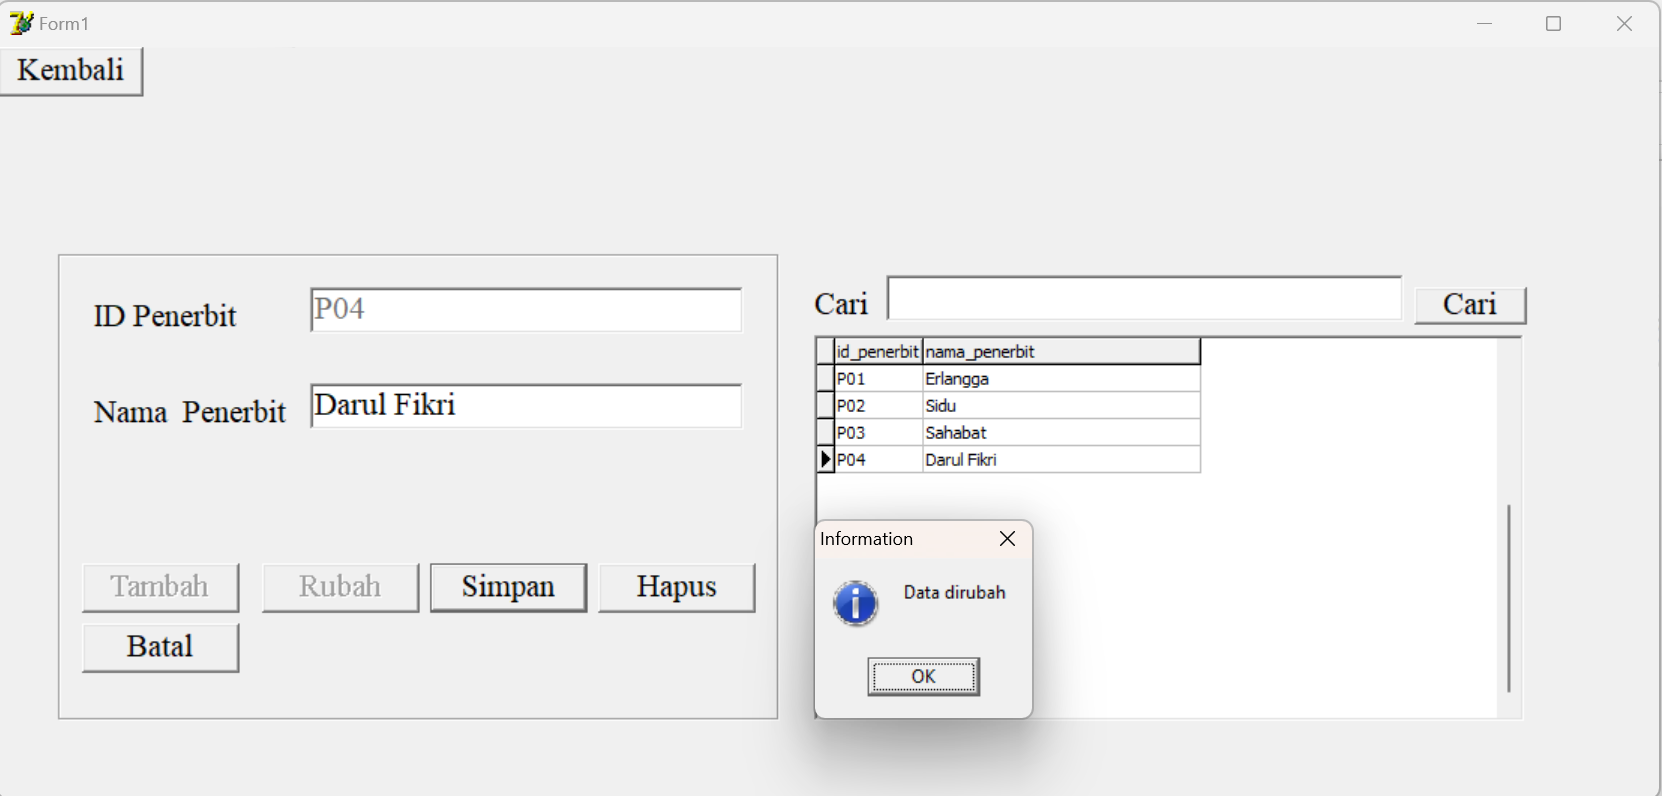 Form1
Kembali
ID Penerbit
P04
Nama Penerbit
Darul Fikri
Tambah
Rubah
Simpan
Hapus
Batal
Cari
Cari
id_penerbit nama_penerbit
P01 Erlangga
P02 Sidu
P03 Sahabat
P04 Darul Fikri
Information
Data dirubah
OK